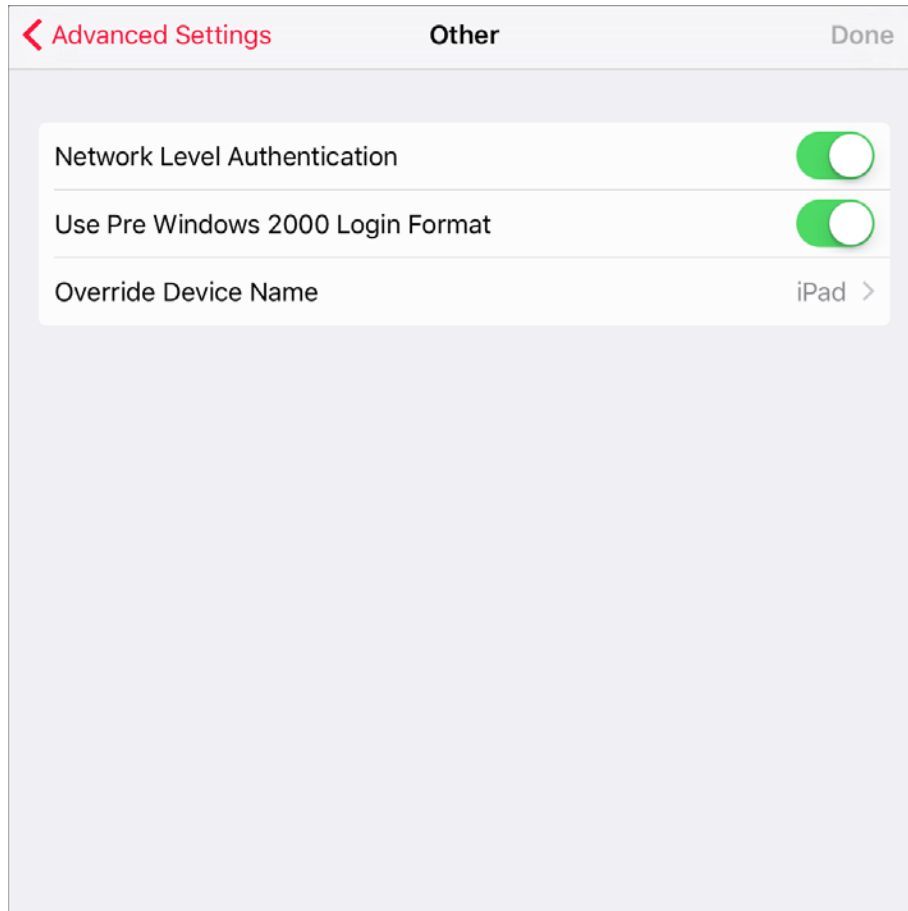 Advanced Settings Other Done
Network Level Authentication
Use Pre Windows 2000 Login Format
Override Device Name iPad